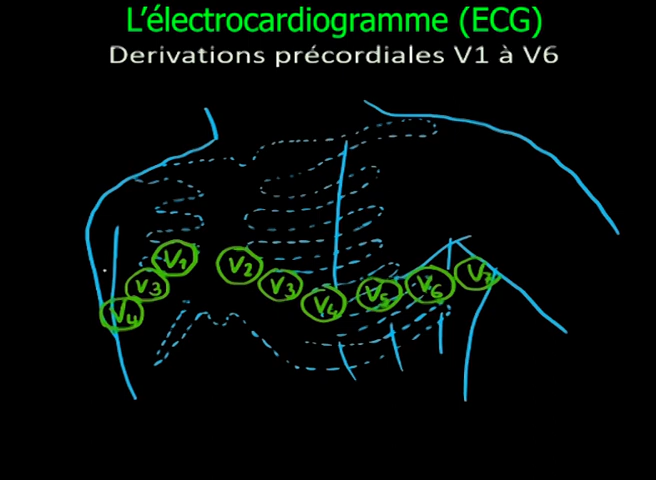 L'électrocardiogramme (ECG)
Derivations précordiales V1 à V6
V1
V2
V3
V4
V5
V6
V7
V3
V4